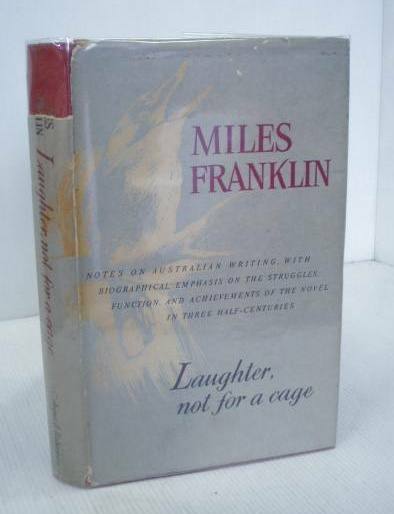 MILES
FRANKLIN
NOTES ON AUSTRALIAN WRITING, WITH
BIOGRAPHICAL EMPHASIS ON THE STRUGGLES,
FUNCTION, AND ACHIEVEMENTS OF THE NOVEL
IN THREE HALF-CENTURIES
Laughter,
not for a cage
Laughter, not for a cage